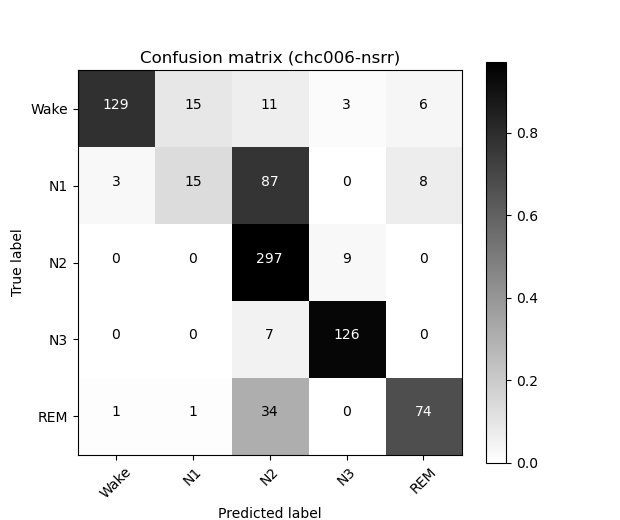 Confusion matrix (chc006-nsrr)
Wake 129 15 11 3 6
N1 3 15 87 0 8
N2 0 0 297 9 0
N3 0 0 7 126 0
REM 1 1 34 0 74
Wake N1 N2 N3 REM
True label
Predicted label
0.8
0.6
0.4
0.2
0.0